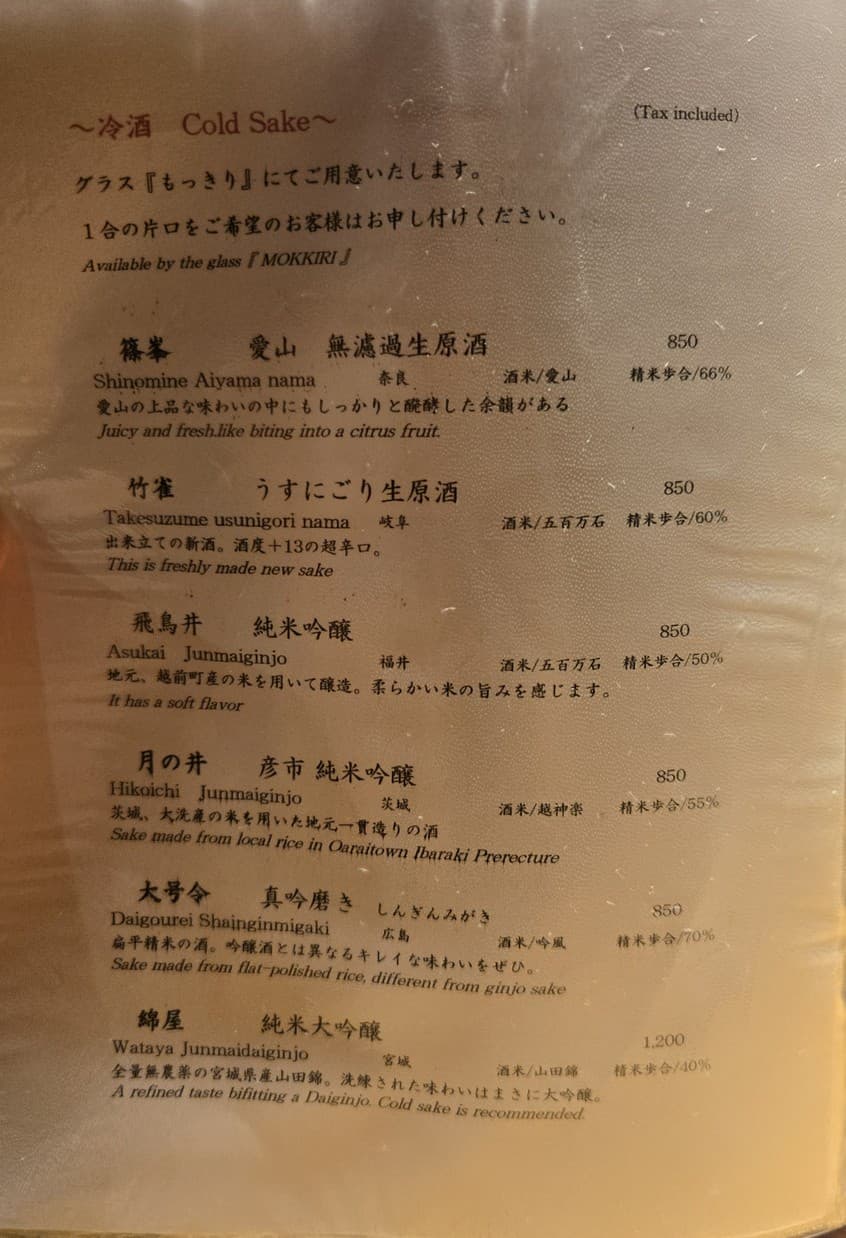 ～冷酒　Cold Sake～
(Tax included)
グラス『もっきり』にてご用意いたします。
１合の片口をご希望のお客様はお申し付けください。
Available by the glass『 MOKKIRI 』
篠峯　愛山　無濾過生原酒　850
Shinomine Aiyama nama　奈良　酒米/愛山　精米歩合/66%
愛山の上品な味わいの中にもしっかりと醗酵した余韻がある
Juicy and fresh.like biting into a citrus fruit.
竹雀　うすにごり生原酒　850
Takesuzume usunigori nama　岐阜　酒米/五百万石　精米歩合/60%
出来立ての新酒。酒度＋13の超辛口。
This is freshly made new sake
飛鳥井　純米吟醸　850
Asukai　Junmaiginjo　福井　酒米/五百万石　精米歩合/50%
地元、越前町産の米を用いて醸造。柔らかい米の旨みを感じます。
It has a soft flavor
月の井　彦市 純米吟醸　850
Hikoichi　Junmaiginjo　茨城　酒米/越神楽　精米歩合/55%
茨城、大洗産の米を用いた地元一貫造りの酒
Sake made from local rice in Oaraitown Ibaraki Prerecture
大号令　真吟磨き　しんぎんみがき　850
Daigourei Shainginmigaki　広島　酒米/吟風　精米歩合/70%
扁平精米の酒。吟醸酒とは異なるキレイな味わいをぜひ。
Sake made from flat-polished rice, different from ginjo sake
綿屋　純米大吟醸　1,200
Wataya Junmaidaiginjo　宮城　酒米/山田錦　精米歩合/40%
全量無農薬の宮城県産山田錦。洗練された味わいはまさに大吟醸。
A refined taste bifitting a Daiginjo. Cold sake is recommended.